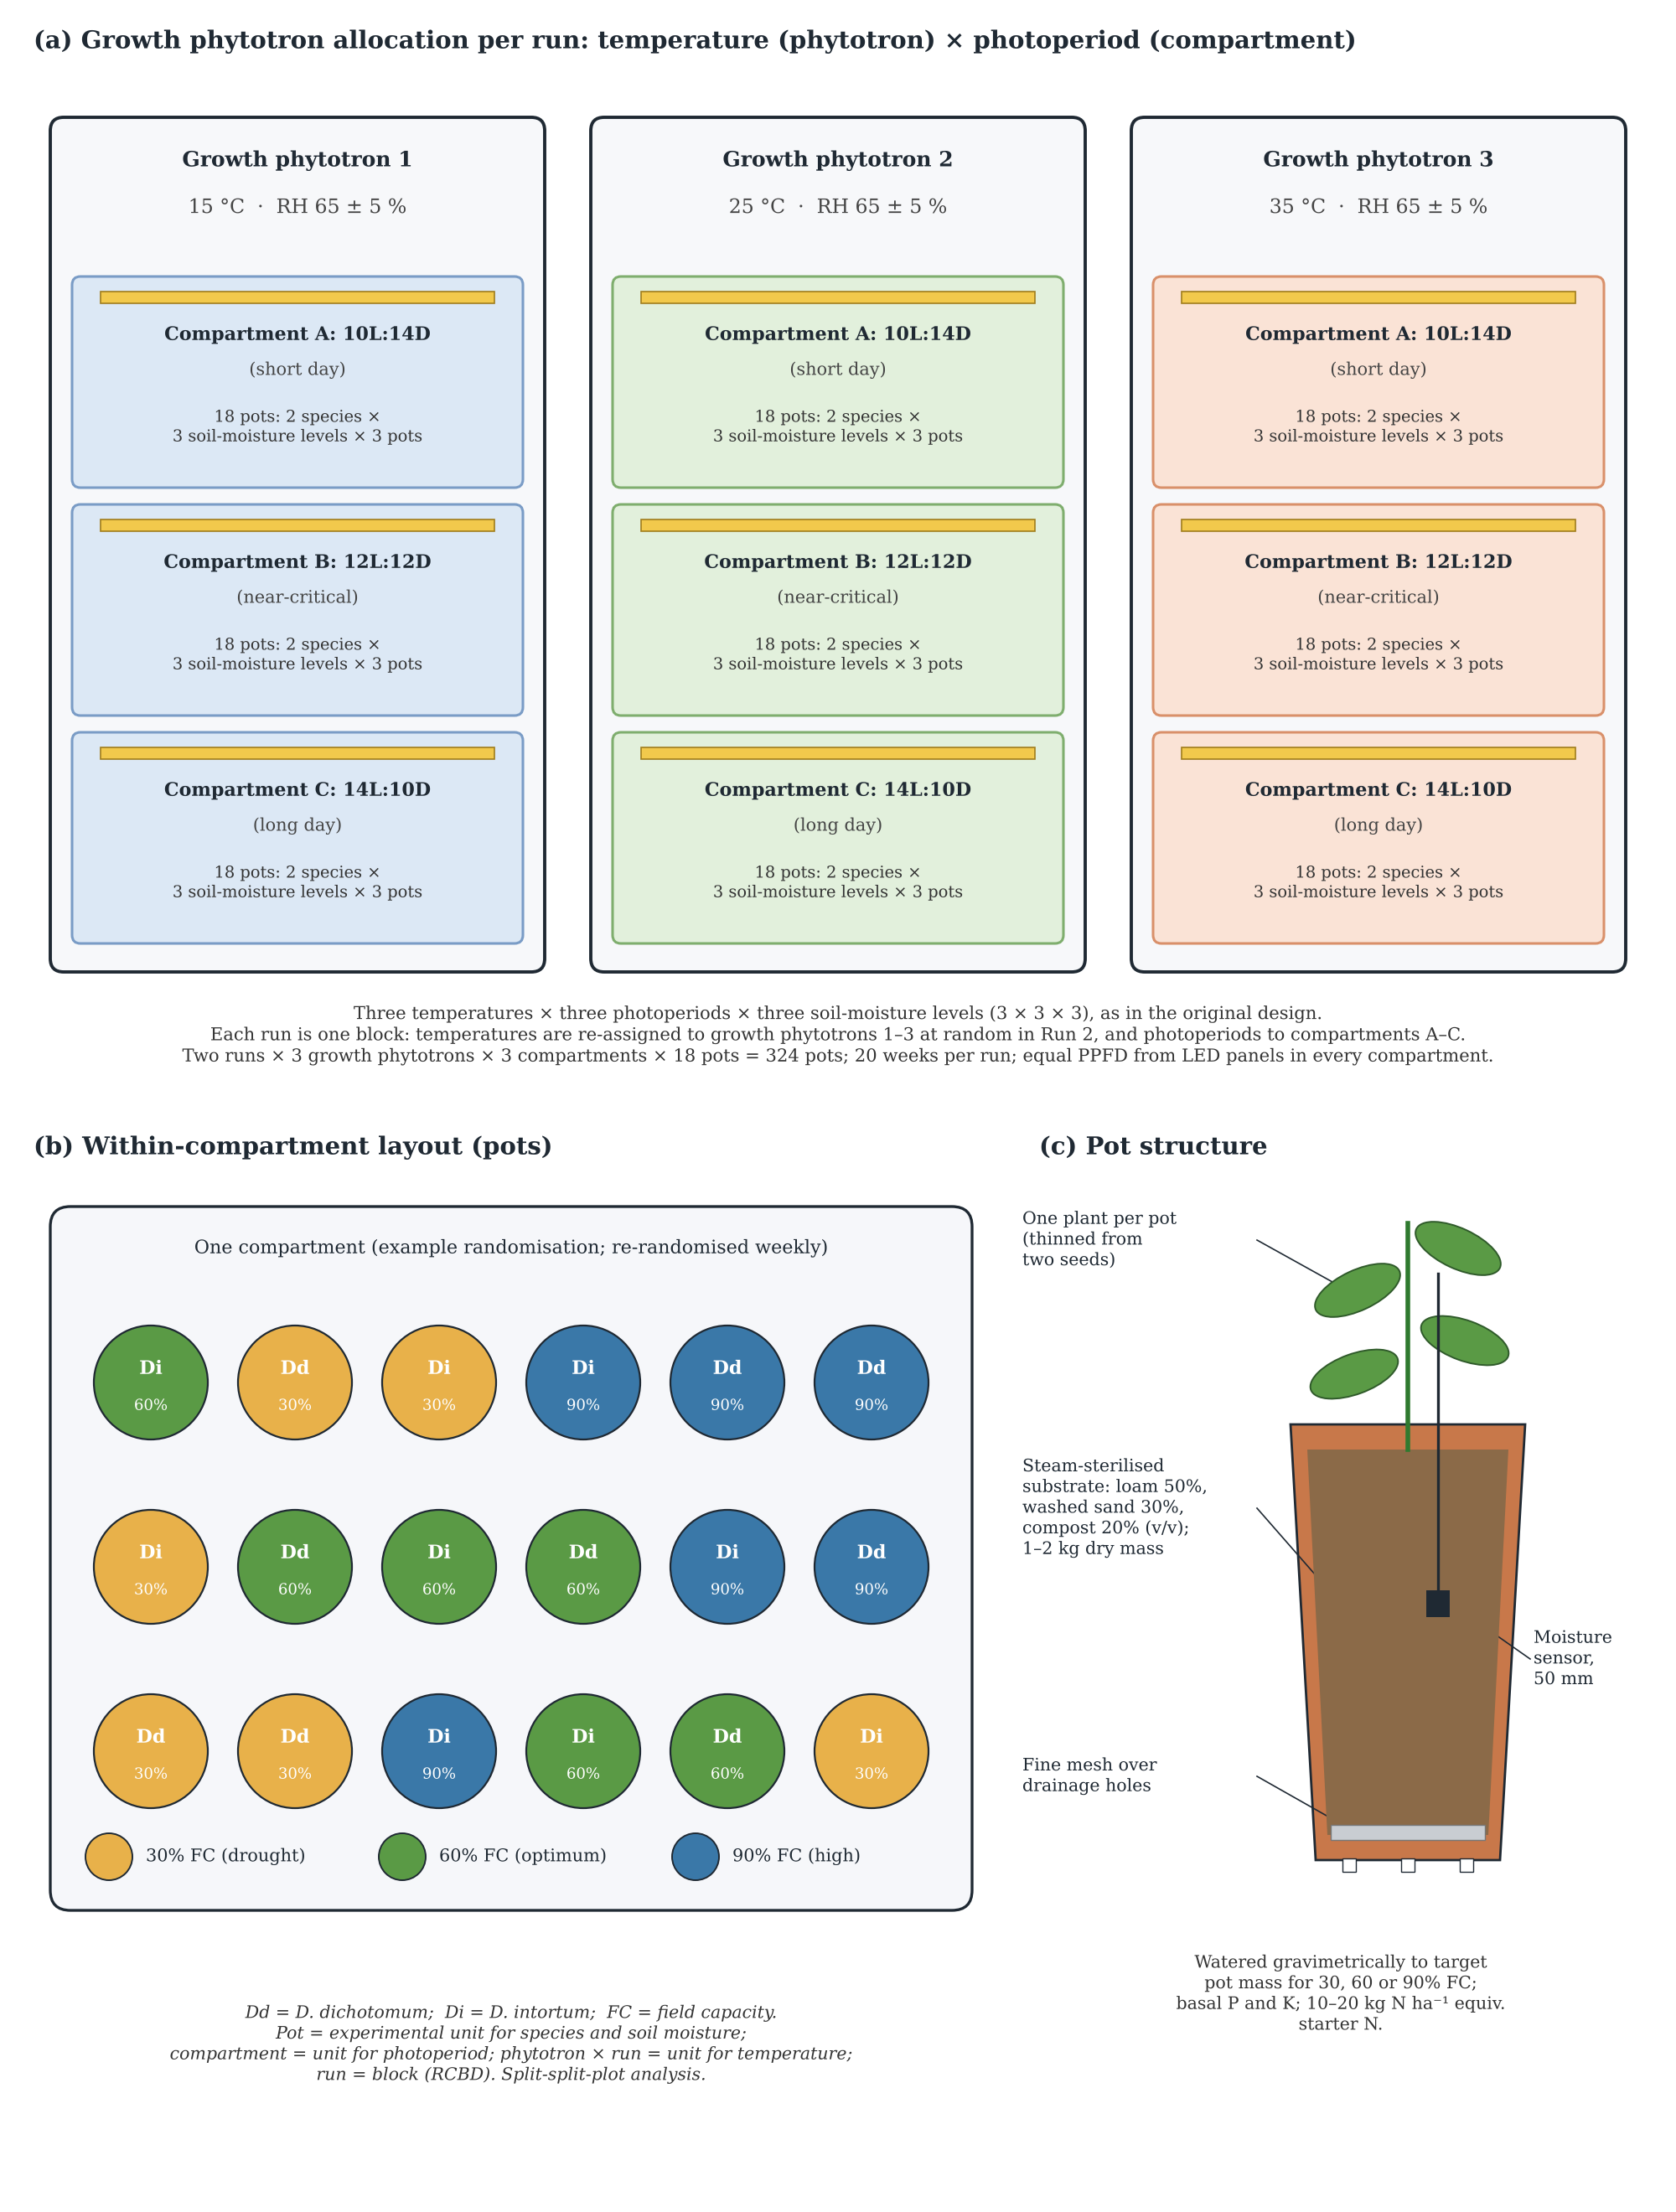 (a) Growth phytotron allocation per run: temperature (phytotron) × photoperiod (compartment)
Growth phytotron 1
15 °C · RH 65 ± 5 %
Compartment A: 10L:14D
(short day)
18 pots: 2 species ×
3 soil-moisture levels × 3 pots
Compartment B: 12L:12D
(near-critical)
18 pots: 2 species ×
3 soil-moisture levels × 3 pots
Compartment C: 14L:10D
(long day)
18 pots: 2 species ×
3 soil-moisture levels × 3 pots
Growth phytotron 2
25 °C · RH 65 ± 5 %
Compartment A: 10L:14D
(short day)
18 pots: 2 species ×
3 soil-moisture levels × 3 pots
Compartment B: 12L:12D
(near-critical)
18 pots: 2 species ×
3 soil-moisture levels × 3 pots
Compartment C: 14L:10D
(long day)
18 pots: 2 species ×
3 soil-moisture levels × 3 pots
Growth phytotron 3
35 °C · RH 65 ± 5 %
Compartment A: 10L:14D
(short day)
18 pots: 2 species ×
3 soil-moisture levels × 3 pots
Compartment B: 12L:12D
(near-critical)
18 pots: 2 species ×
3 soil-moisture levels × 3 pots
Compartment C: 14L:10D
(long day)
18 pots: 2 species ×
3 soil-moisture levels × 3 pots
Three temperatures × three photoperiods × three soil-moisture levels (3 × 3 × 3), as in the original design.
Each run is one block: temperatures are re-assigned to growth phytotrons 1–3 at random in Run 2, and photoperiods to compartments A–C.
Two runs × 3 growth phytotrons × 3 compartments × 18 pots = 324 pots; 20 weeks per run; equal PPFD from LED panels in every compartment.
(b) Within-compartment layout (pots)
One compartment (example randomisation; re-randomised weekly)
Di Dd Di Di Dd Dd
60% 30% 30% 90% 90% 90%
Di Dd Di Dd Di Dd
30% 60% 60% 60% 90% 90%
Dd Dd Di Di Dd Di
30% 30% 90% 60% 60% 30%
30% FC (drought) 60% FC (optimum) 90% FC (high)
Dd = D. dichotomum; Di = D. intortum; FC = field capacity.
Pot = experimental unit for species and soil moisture;
compartment = unit for photoperiod; phytotron × run = unit for temperature;
run = block (RCBD). Split-split-plot analysis.
(c) Pot structure
One plant per pot
(thinned from
two seeds)
Steam-sterilised
substrate: loam 50%,
washed sand 30%,
compost 20% (v/v);
1–2 kg dry mass
Moisture
sensor,
50 mm
Fine mesh over
drainage holes
Watered gravimetrically to target
pot mass for 30, 60 or 90% FC;
basal P and K; 10–20 kg N ha⁻¹ equiv.
starter N.